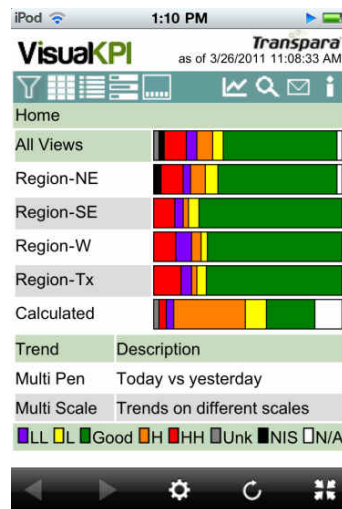 iPod 1:10 PM
VisualKPI Transpara
as of 3/26/2011 11:08:33 AM
Home
All Views
Region-NE
Region-SE
Region-W
Region-Tx
Calculated
Trend Description
Multi Pen Today vs yesterday
Multi Scale Trends on different scales
LL L Good H HH Unk NIS N/A